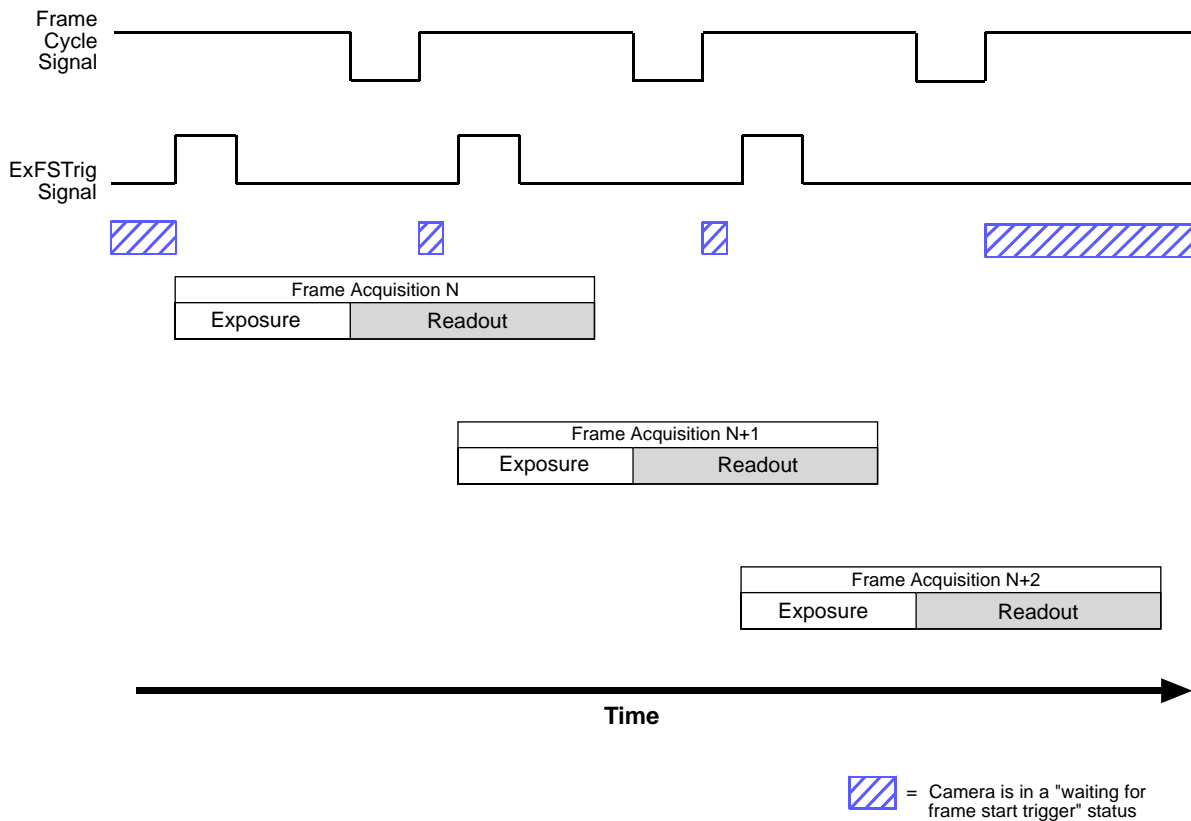 Frame
Cycle
Signal
ExFSTrig
Signal
Frame Acquisition N
Exposure
Readout
Frame Acquisition N+1
Exposure
Readout
Frame Acquisition N+2
Exposure
Readout
Time
= Camera is in a "waiting for
frame start trigger" status